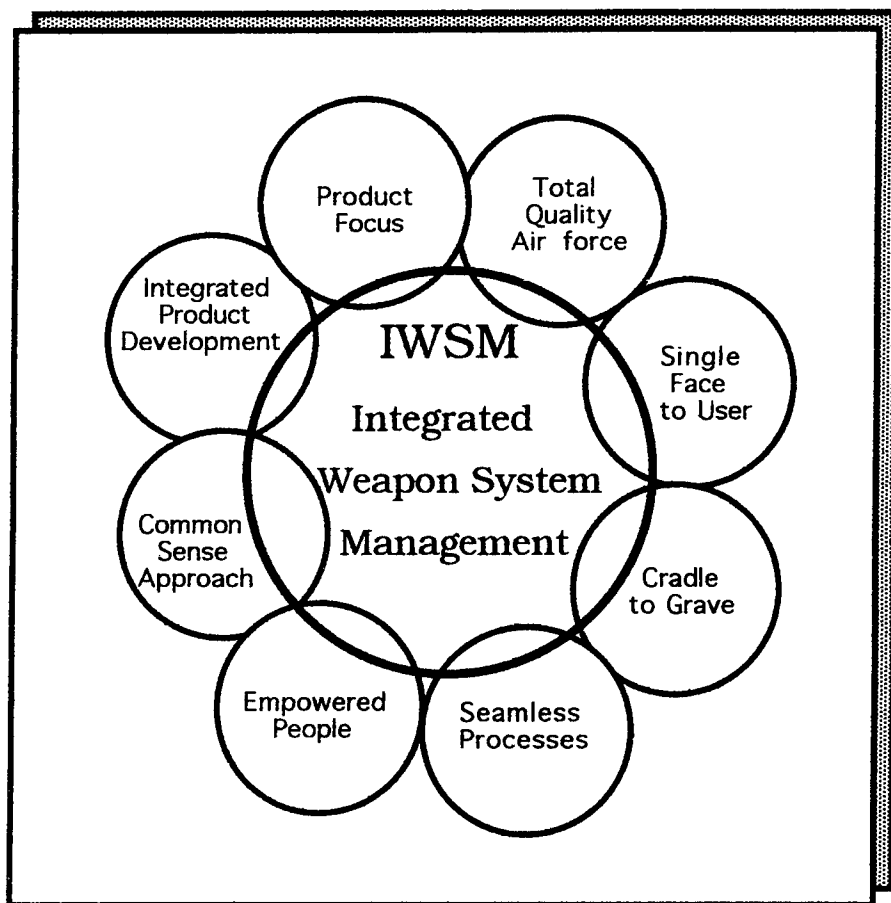 Product
Focus
Total
Quality
Air force
Integrated
Product
Development
IWSM
Integrated
Weapon System
Management
Single
Face
to User
Common
Sense
Approach
Cradle
to Grave
Empowered
People
Seamless
Processes